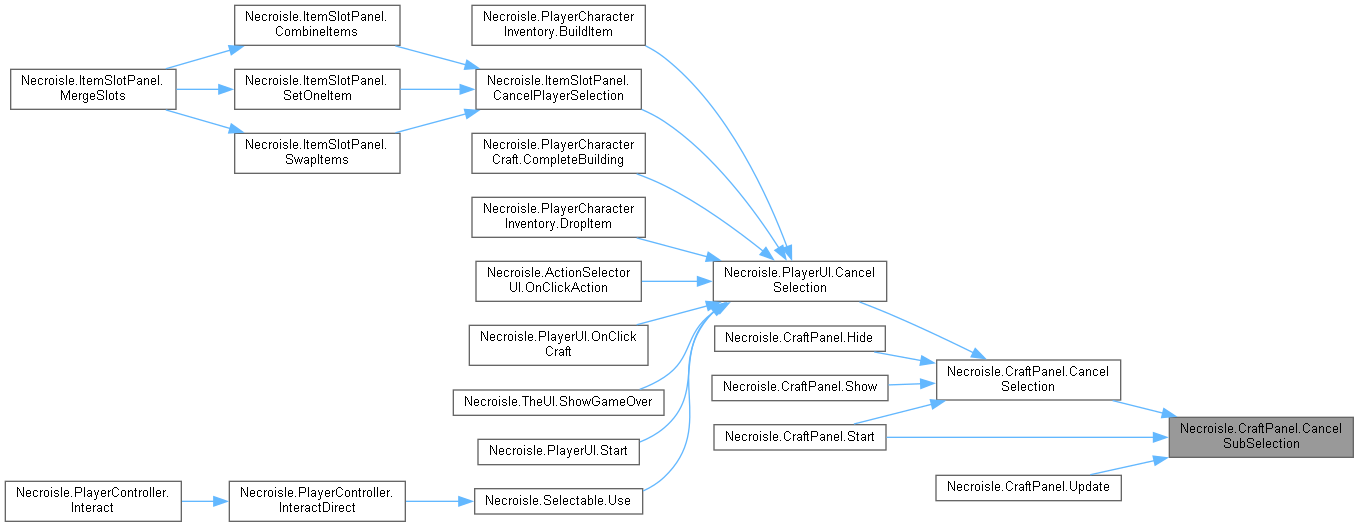 Necroisle.ItemSlotPanel.
CombineItems
Necroisle.PlayerCharacter
Inventory.BuildItem
Necroisle.ItemSlotPanel.
MergeSlots
Necroisle.ItemSlotPanel.
SetOneItem
Necroisle.ItemSlotPanel.
CancelPlayerSelection
Necroisle.ItemSlotPanel.
SwapItems
Necroisle.PlayerCharacter
Craft.CompleteBuilding
Necroisle.PlayerCharacter
Inventory.DropItem
Necroisle.ActionSelector
UI.OnClickAction
Necroisle.PlayerUI.Cancel
Selection
Necroisle.PlayerUI.OnClick
Craft
Necroisle.CraftPanel.Hide
Necroisle.CraftPanel.Show
Necroisle.CraftPanel.Cancel
Selection
Necroisle.TheUI.ShowGameOver
Necroisle.CraftPanel.Start
Necroisle.CraftPanel.Cancel
SubSelection
Necroisle.PlayerUI.Start
Necroisle.CraftPanel.Update
Necroisle.PlayerController.
Interact
Necroisle.PlayerController.
InteractDirect
Necroisle.Selectable.Use